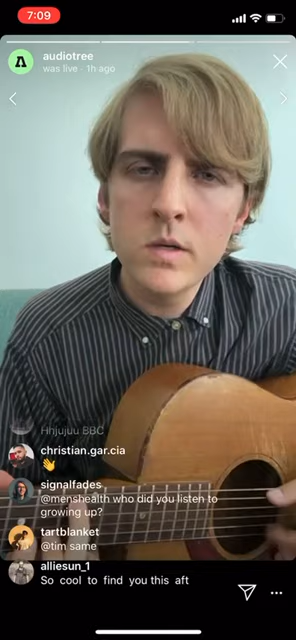 7:09
audiotree
was live · 1h ago
Hhjujuu BBC
christian.gar.cia
👋
signalfades_
@menshealth who did you listen to
growing up?
tartblanket
@tim same
alliesun_1
So cool to find you this aft